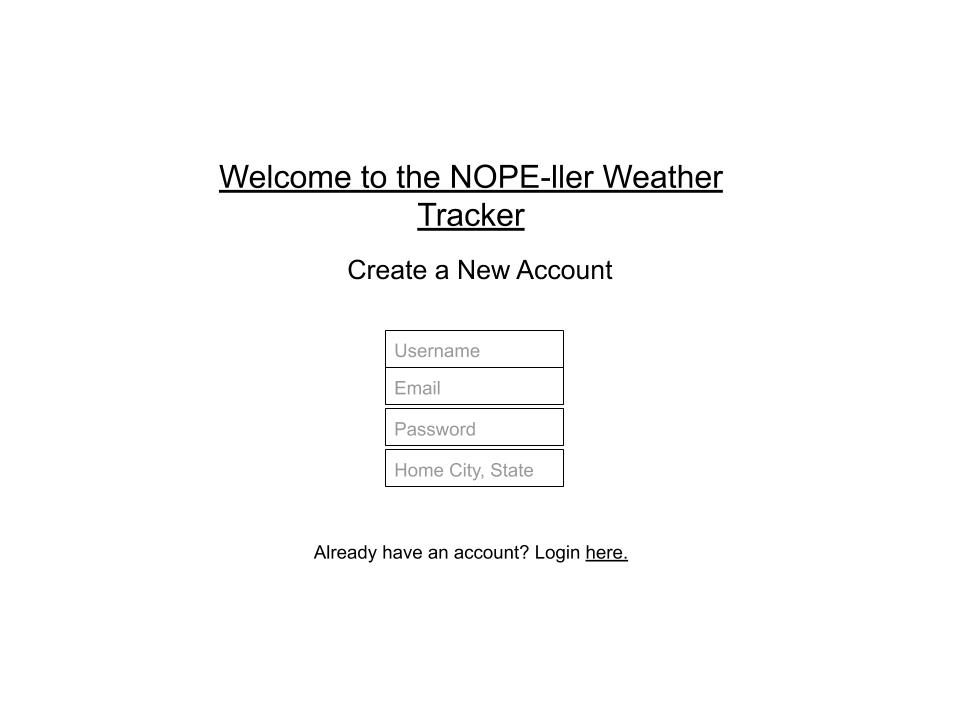 Welcome to the NOPE-ller Weather
Tracker
Create a New Account
Username
Email
Password
Home City, State
Already have an account? Login here.